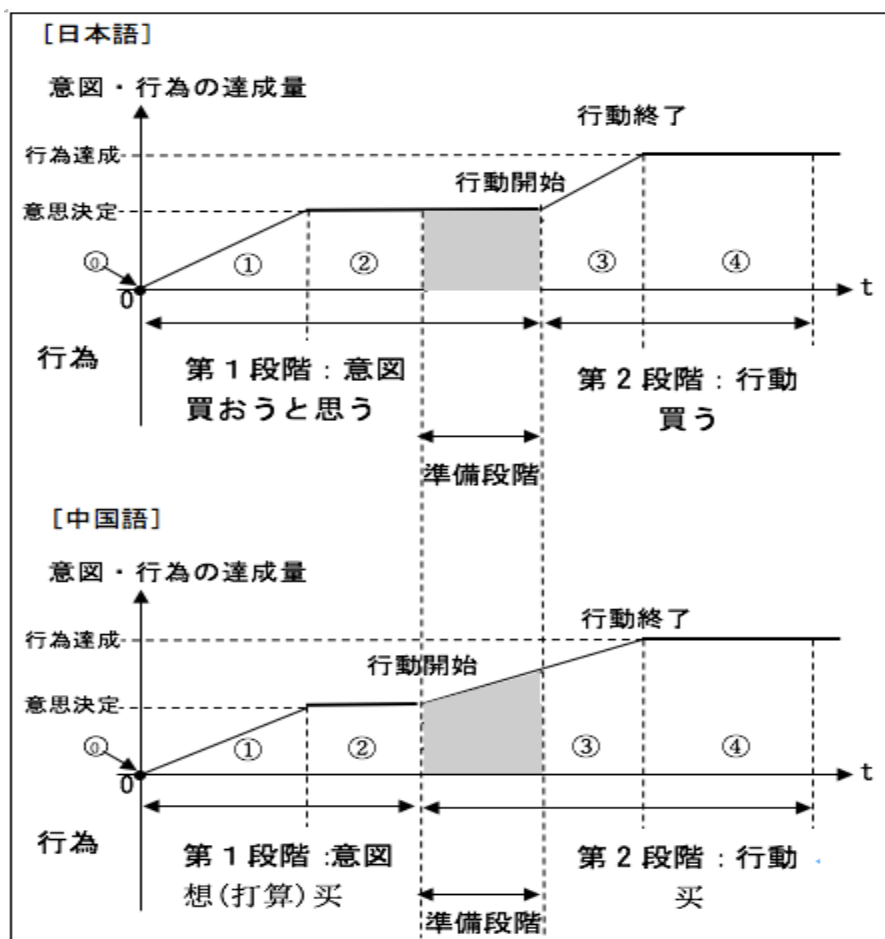 [日本語]
意図・行為の達成量
行動終了
行為達成
行動開始
意思決定
⓪ ① ② ③ ④
0 t
行為
第1段階:意図 第2段階:行動
買おうと思う 買う
準備段階
[中国語]
意図・行為の達成量
行動終了
行為達成
行動開始
意思決定
⓪ ① ② ③ ④
0 t
行為
第1段階:意図 第2段階:行動
想(打算)买 买
準備段階